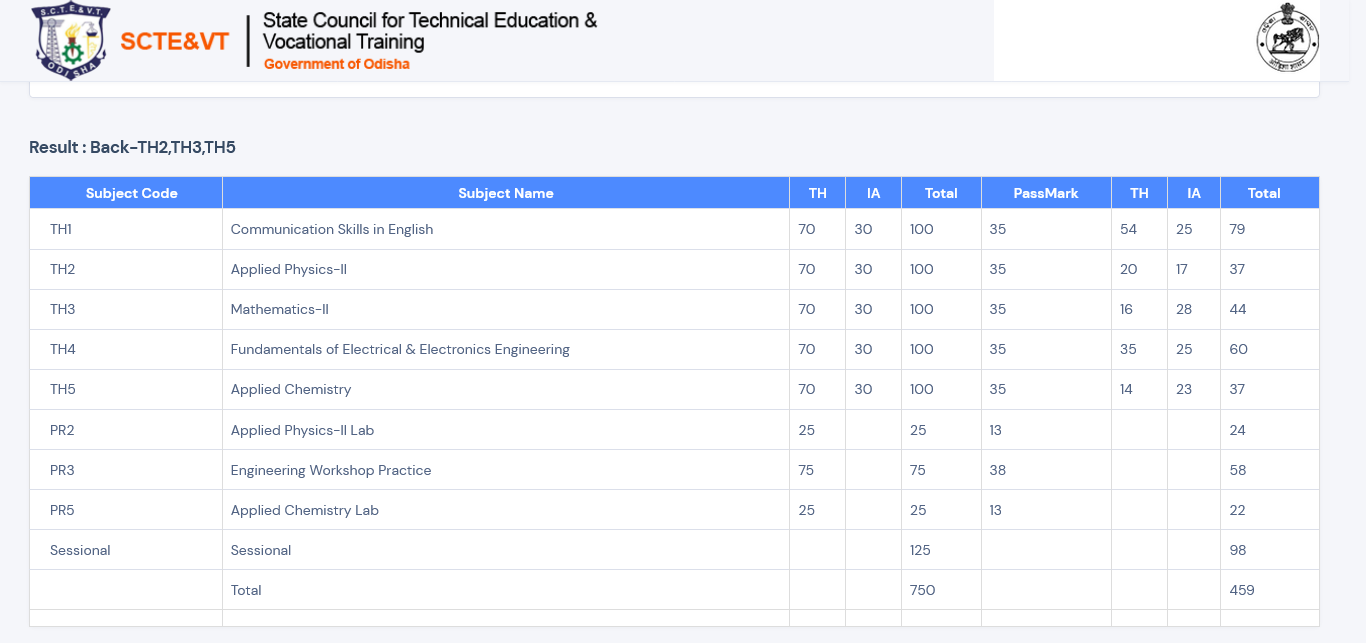 S.C.T.E.&V.T.
ODISHA
SCTE&VT
State Council for Technical Education &
Vocational Training
Government of Odisha
Result : Back-TH2,TH3,TH5
Subject Code Subject Name TH IA Total PassMark TH IA Total
TH1 Communication Skills in English 70 30 100 35 54 25 79
TH2 Applied Physics-II 70 30 100 35 20 17 37
TH3 Mathematics-II 70 30 100 35 16 28 44
TH4 Fundamentals of Electrical & Electronics Engineering 70 30 100 35 35 25 60
TH5 Applied Chemistry 70 30 100 35 14 23 37
PR2 Applied Physics-II Lab 25 25 13 24
PR3 Engineering Workshop Practice 75 75 38 58
PR5 Applied Chemistry Lab 25 25 13 22
Sessional Sessional 125 98
Total 750 459